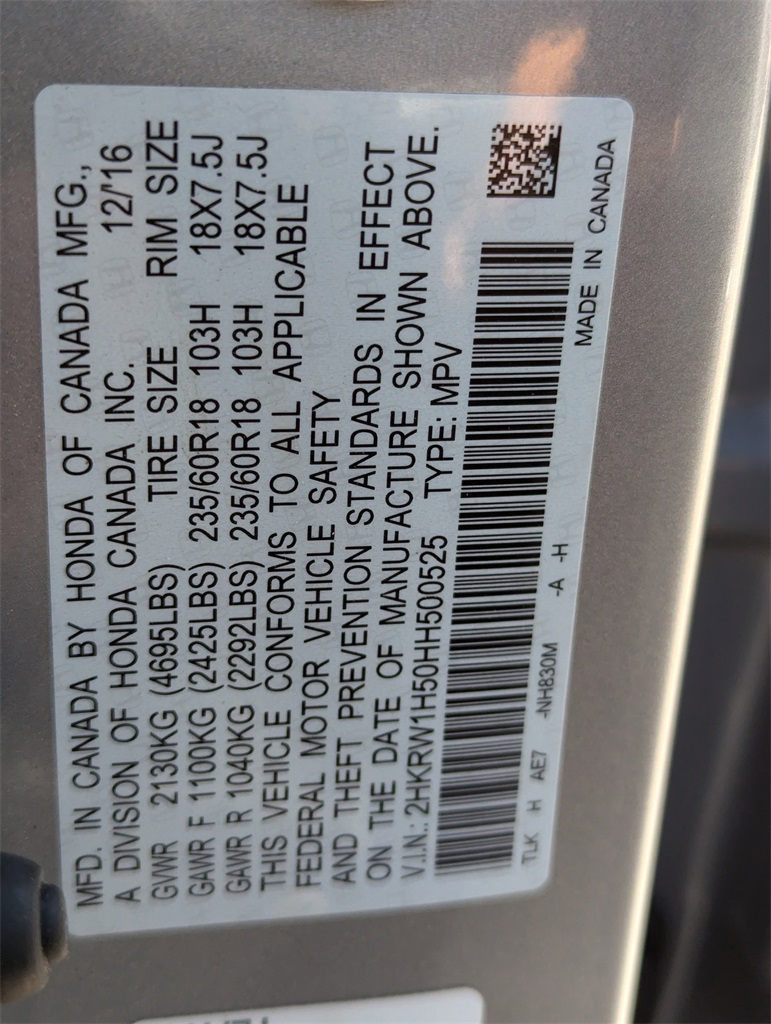 MFD. IN CANADA BY HONDA OF CANADA MFG.,
A DIVISION OF HONDA CANADA INC. 12/'16
GVWR 2130KG (4695LBS) TIRE SIZE RIM SIZE
GAWR F 1100KG (2425LBS) 235/60R18 103H 18X7.5J
GAWR R 1040KG (2292LBS) 235/60R18 103H 18X7.5J
THIS VEHICLE CONFORMS TO ALL APPLICABLE
FEDERAL MOTOR VEHICLE SAFETY
AND THEFT PREVENTION STANDARDS IN EFFECT
ON THE DATE OF MANUFACTURE SHOWN ABOVE.
V.I.N.: 2HKRW1H50HH500525 TYPE: MPV
TLK H AE7 -NH830M -A -H
MADE IN CANADA